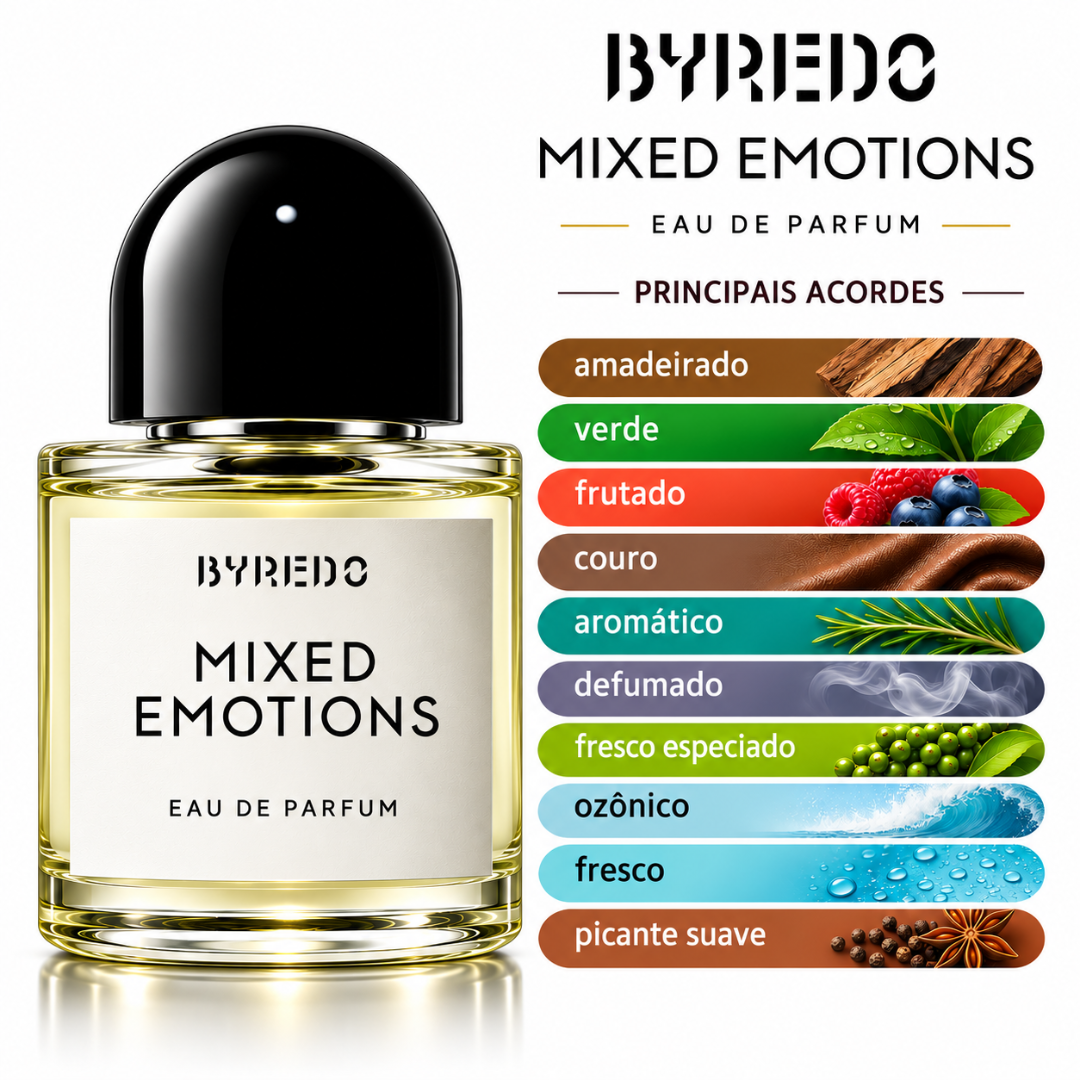 BYREDO
MIXED EMOTIONS
EAU DE PARFUM
PRINCIPAIS ACORDES
amadeirado
verde
frutado
couro
aromático
defumado
fresco especiado
ozônico
fresco
picante suave
BYREDO
MIXED
EMOTIONS
EAU DE PARFUM